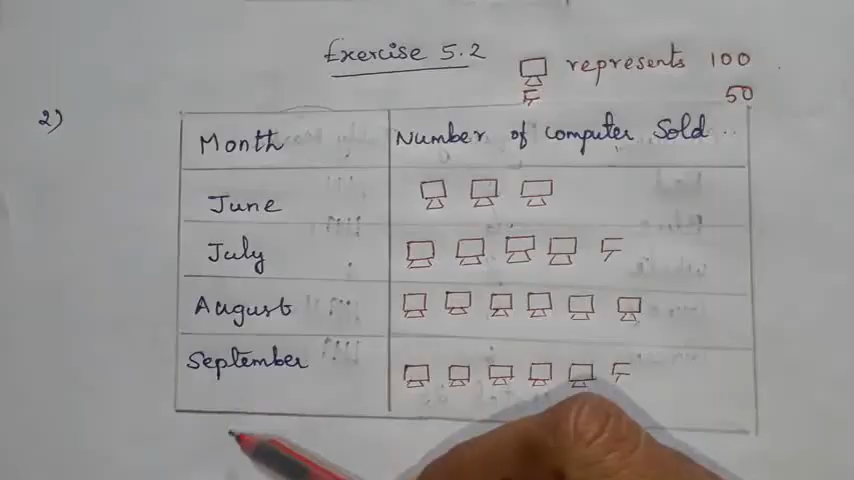 Exercise 5.2
represents 100
50
2)
Month Number of computer Sold
June
July
August
September